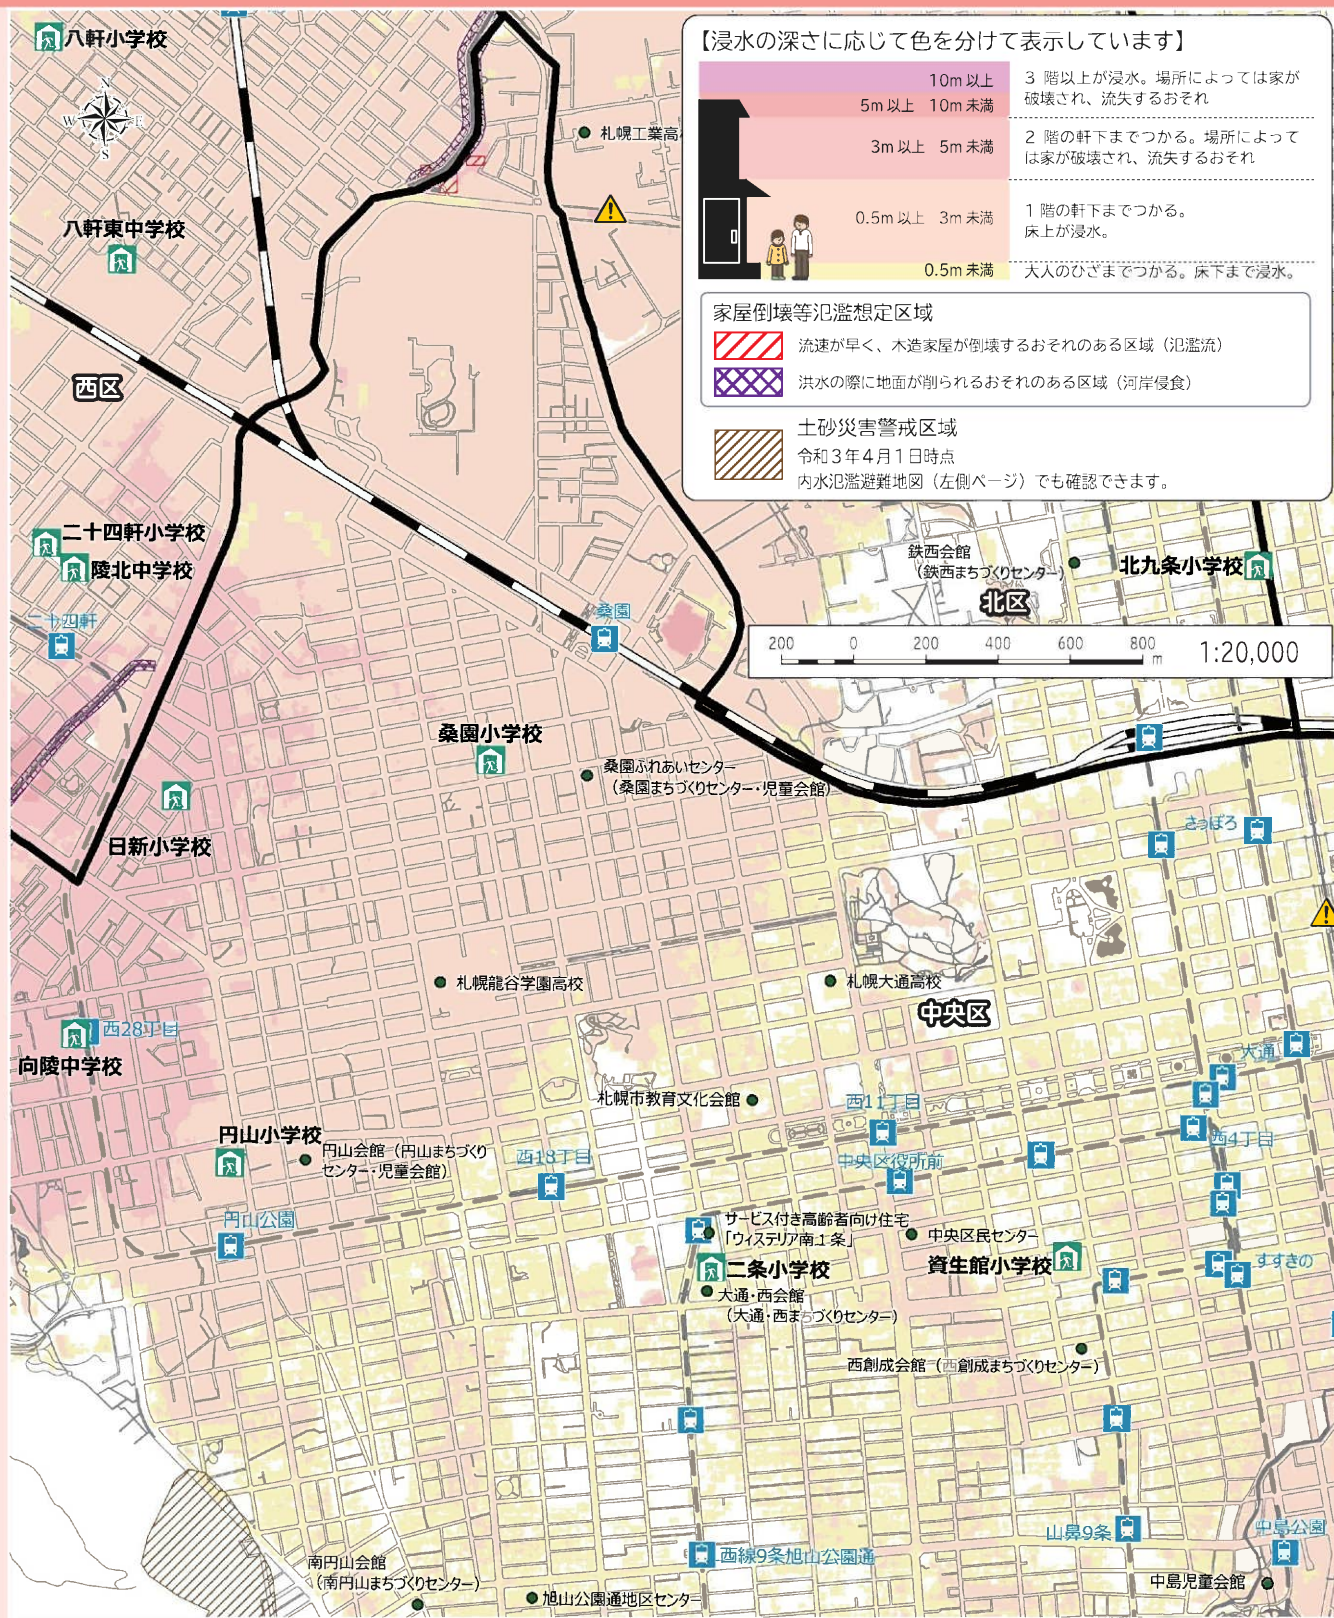 八軒小学校
N
W E
S
札幌工業高
八軒東中学校
西区
二十四軒小学校
陵北中学校
二十四軒
桑園
桑園小学校
桑園ふれあいセンター
(桑園まちづくりセンター・児童会館)
日新小学校
【浸水の深さに応じて色を分けて表示しています】
10m 以上
5m 以上 10m 未満
3 階以上が浸水。場所によっては家が
破壊され、流失するおそれ
3m 以上 5m 未満
2 階の軒下までつかる。場所によって
は家が破壊され、流失するおそれ
0.5m 以上 3m 未満
1 階の軒下までつかる。
床上が浸水。
0.5m 未満
大人のひざまでつかる。床下まで浸水。
家屋倒壊等氾濫想定区域
流速が早く、木造家屋が倒壊するおそれのある区域（氾濫流）
洪水の際に地面が削られるおそれのある区域（河岸侵食）
土砂災害警戒区域
令和３年４月１日時点
内水氾濫避難地図（左側ページ）でも確認できます。
鉄西会館
（鉄西まちづくりセンター）
北九条小学校
北区
200 0 200 400 600 800 m
1:20,000
さっぽろ
札幌龍谷学園高校
札幌大通高校
中央区
西28丁目
向陵中学校
大通
札幌市教育文化会館
西11丁目
西4丁目
円山小学校
円山会館（円山まちづくり
センター・児童会館）
西18丁目
中央区役所前
円山公園
サービス付き高齢者向け住宅
「ウィステリア南１条」
中央区民センター
二条小学校
資生館小学校
すすきの
大通・西会館
（大通・西まちづくりセンター）
西創成会館（西創成まちづくりセンター）
山鼻9条
中島公園
西線9条旭山公園通
南円山会館
（南円山まちづくりセンター）
旭山公園通地区センター
中島児童会館